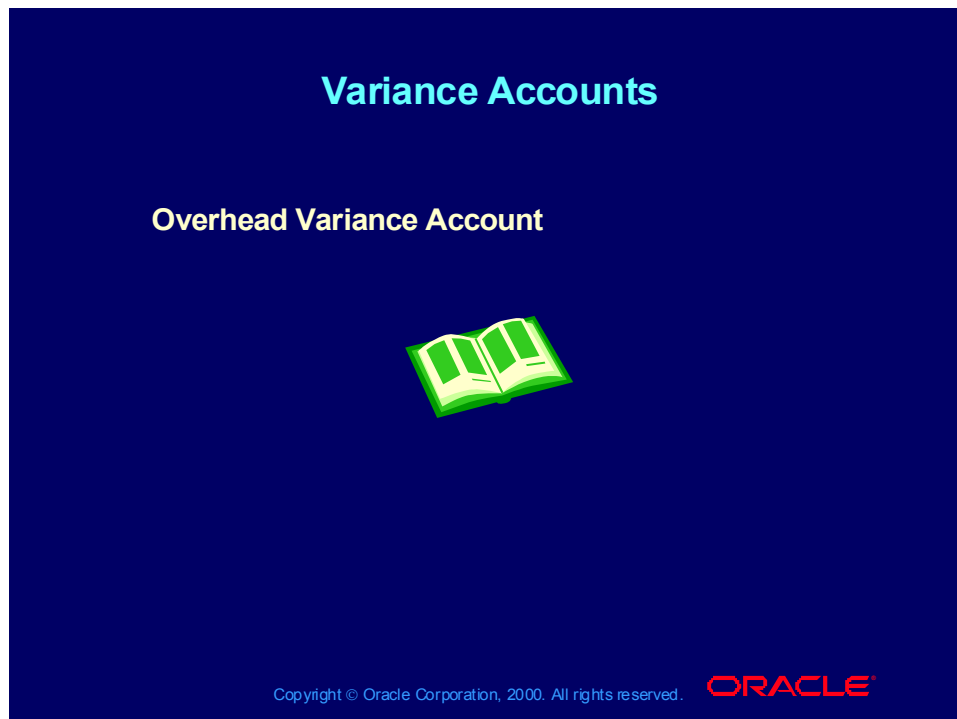 Variance Accounts
Overhead Variance Account
Copyright © Oracle Corporation, 2000. All rights reserved.
ORACLE®